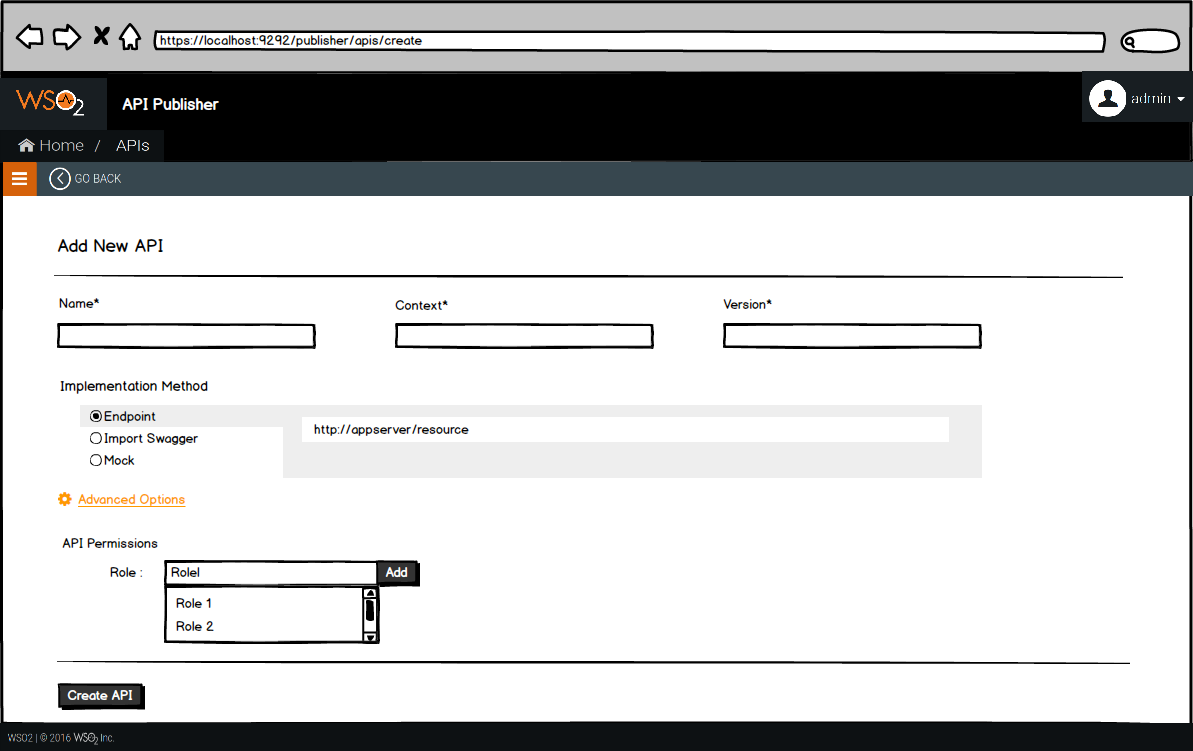 https://localhost:9292/publisher/apis/create
WSO2 API Publisher admin
Home / APIs
GO BACK
Add New API
Name* Context* Version*
Implementation Method
Endpoint http://appserver/resource
Import Swagger
Mock
Advanced Options
API Permissions
Role : Rolel Add
Role 1
Role 2
Create API
WSO2 | © 2016 WSO2 Inc.